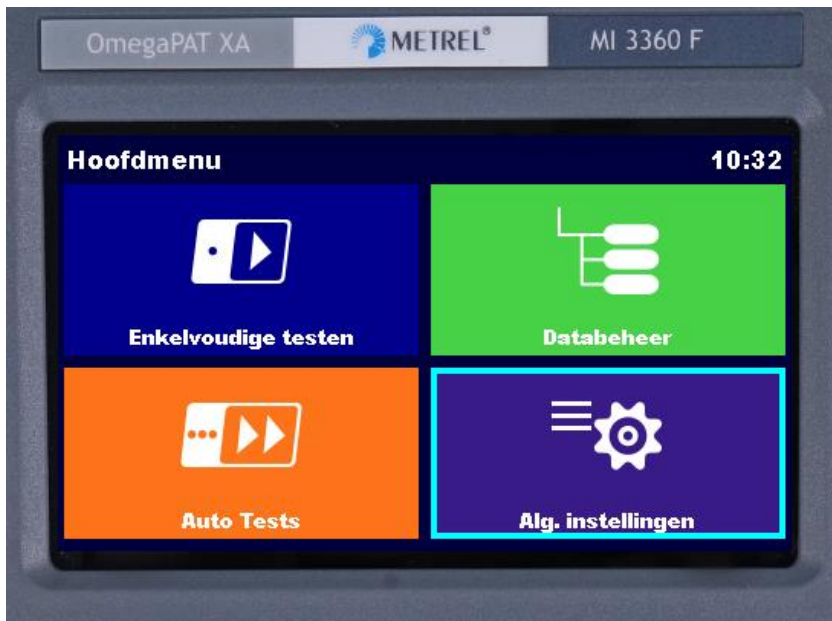 OmegaPAT XA METREL® MI 3360 F
Hoofdmenu 10:32
Enkelvoudige testen
Databeheer
Auto Tests
Alg. instellingen